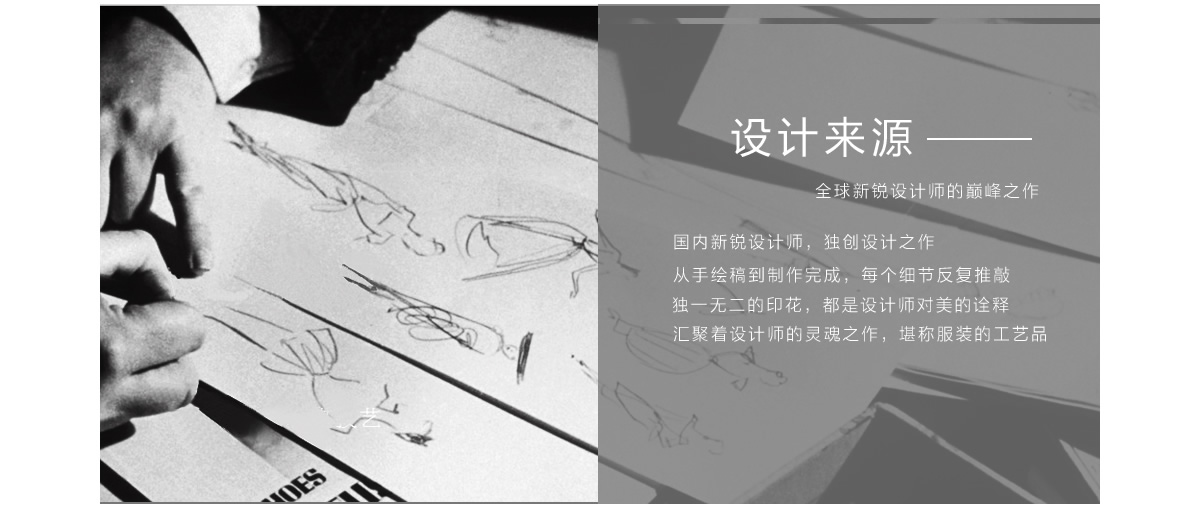 设计来源
全球新锐设计师的巅峰之作
国内新锐设计师，独创设计之作
从手绘稿到制作完成，每个细节反复推敲
独一无二的印花，都是设计师对美的诠释
汇聚着设计师的灵魂之作，堪称服装的工艺品
艺
HOES